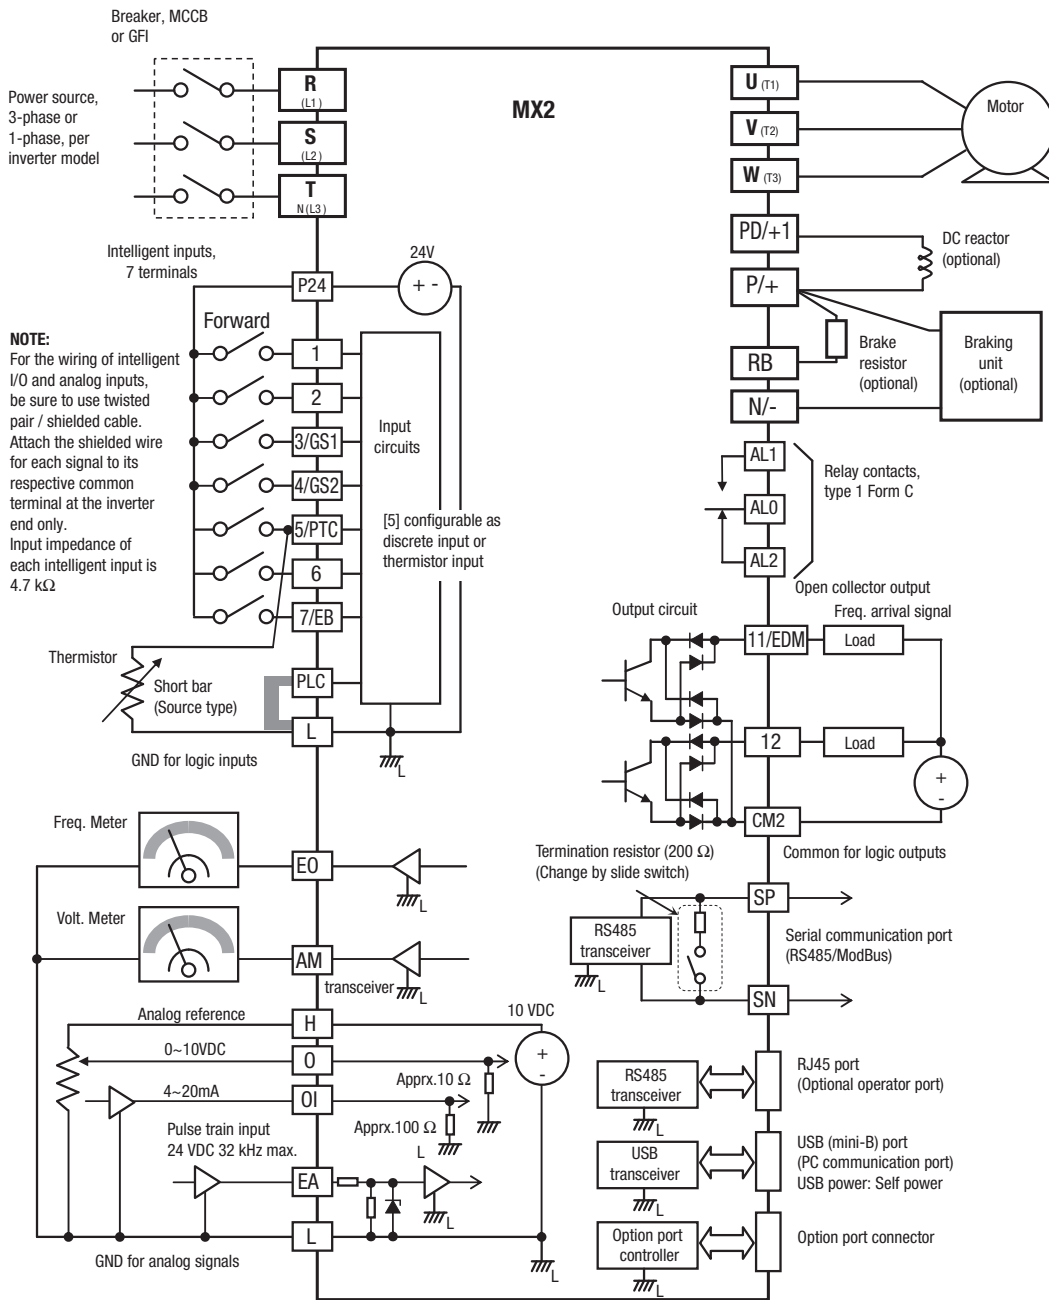 Breaker, MCCB
or GFI
Power source,
3-phase or
1-phase, per
inverter model
R
(L1)
S
(L2)
T
N(L3)
MX2
U (T1)
V (T2)
W (T3)
Motor
PD/+1
P/+
DC reactor
(optional)
RB
N/-
Brake
resistor
(optional)
Braking
unit
(optional)
Intelligent inputs,
7 terminals
P24
24V
+ -
Forward
1
2
3/GS1
4/GS2
5/PTC
6
7/EB
PLC
L
Input
circuits
[5] configurable as
discrete input or
thermistor input
NOTE:
For the wiring of intelligent
I/O and analog inputs,
be sure to use twisted
pair / shielded cable.
Attach the shielded wire
for each signal to its
respective common
terminal at the inverter
end only.
Input impedance of
each intelligent input is
4.7 kΩ
Thermistor
Short bar
(Source type)
GND for logic inputs
L
AL1
AL0
AL2
Relay contacts,
type 1 Form C
Open collector output
Output circuit
Freq. arrival signal
11/EDM
Load
12
Load
+
-
CM2
Common for logic outputs
Termination resistor (200 Ω)
(Change by slide switch)
RS485
transceiver
L
SP
SN
Serial communication port
(RS485/ModBus)
Freq. Meter
EO
L
Volt. Meter
AM
transceiver
L
Analog reference
H
10 VDC
+
-
0~10VDC
O
Apprx.10 Ω
4~20mA
OI
Apprx.100 Ω
L
Pulse train input
24 VDC 32 kHz max.
EA
L
L
GND for analog signals
L
RS485
transceiver
L
RJ45 port
(Optional operator port)
USB
transceiver
L
USB (mini-B) port
(PC communication port)
USB power: Self power
Option port
controller
L
Option port connector